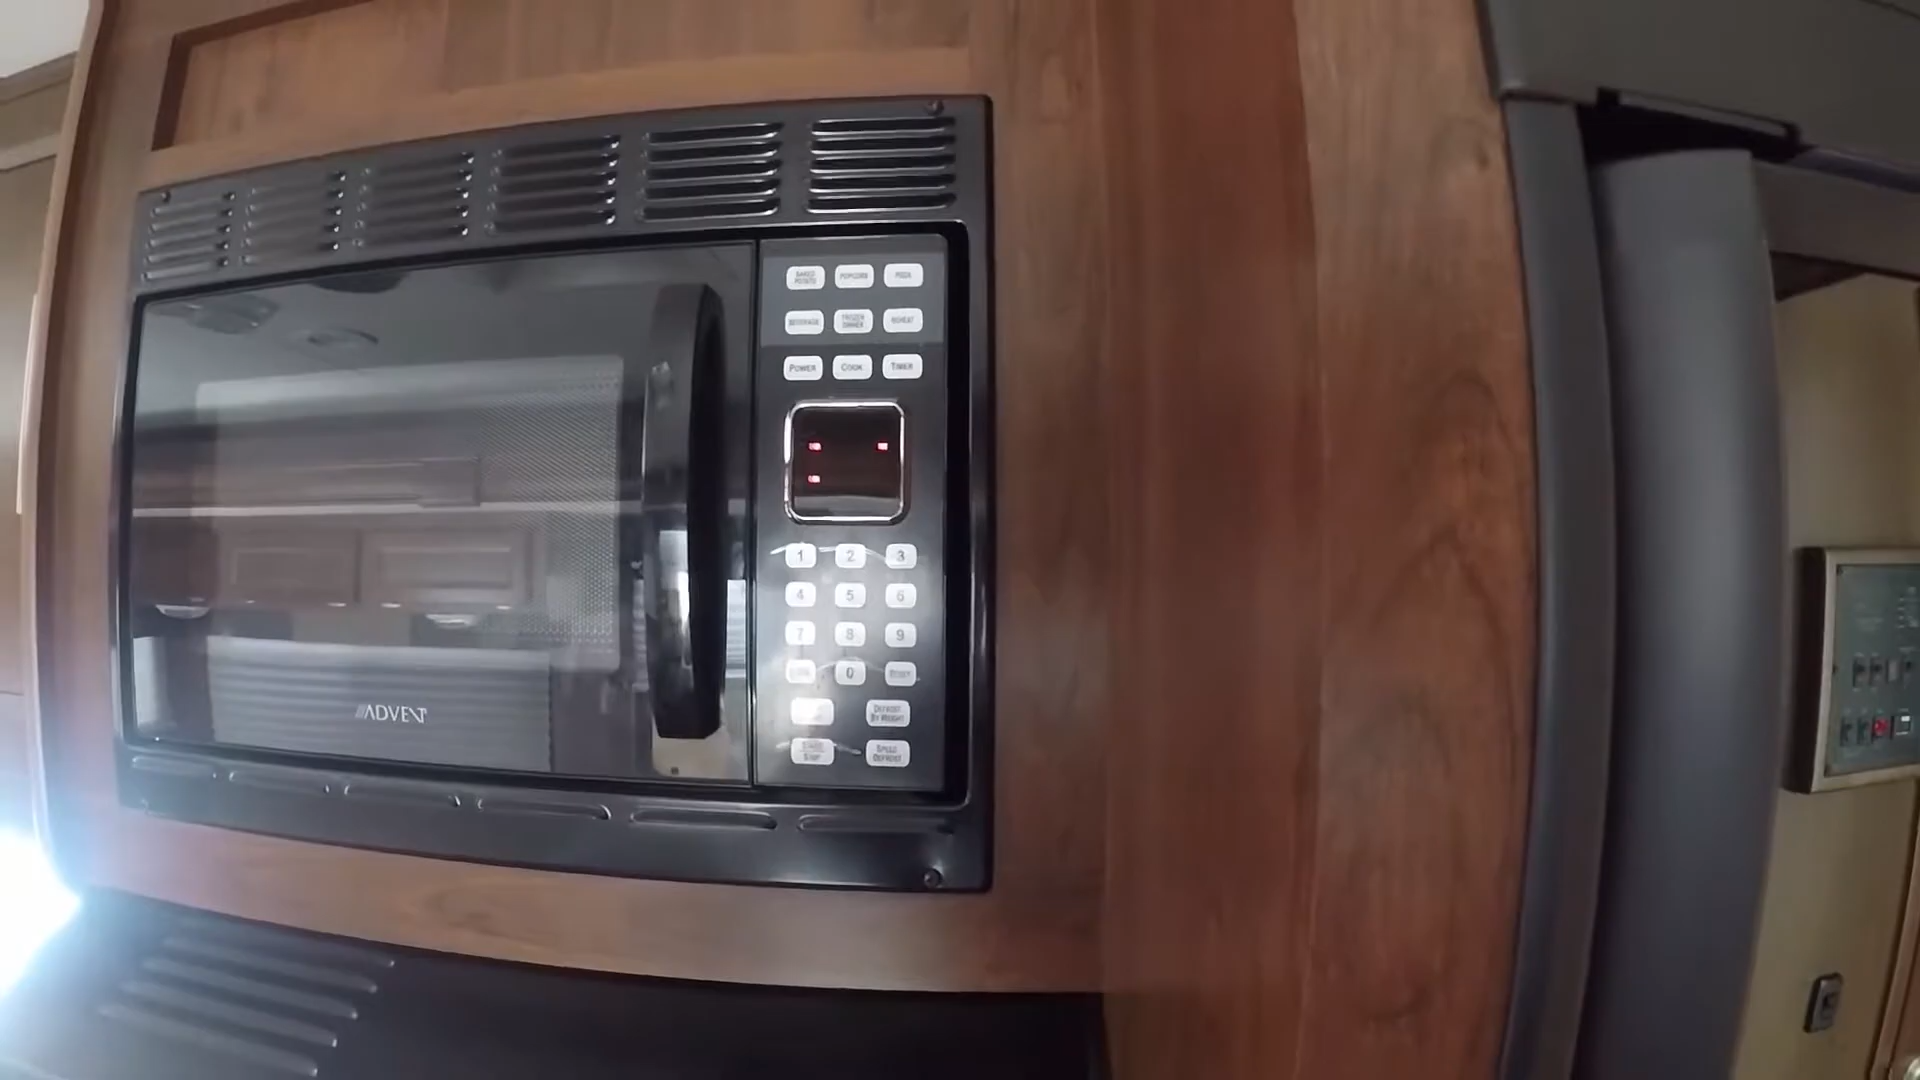 BAKED POTATO
POPCORN
PIZZA
BEVERAGE
FROZEN DINNER
REHEAT
POWER
COOK
TIMER
1 2 3
4 5 6
7 8 9
0
DEFROST BY WEIGHT
STOP
SPEED DEFROST
ADVENT